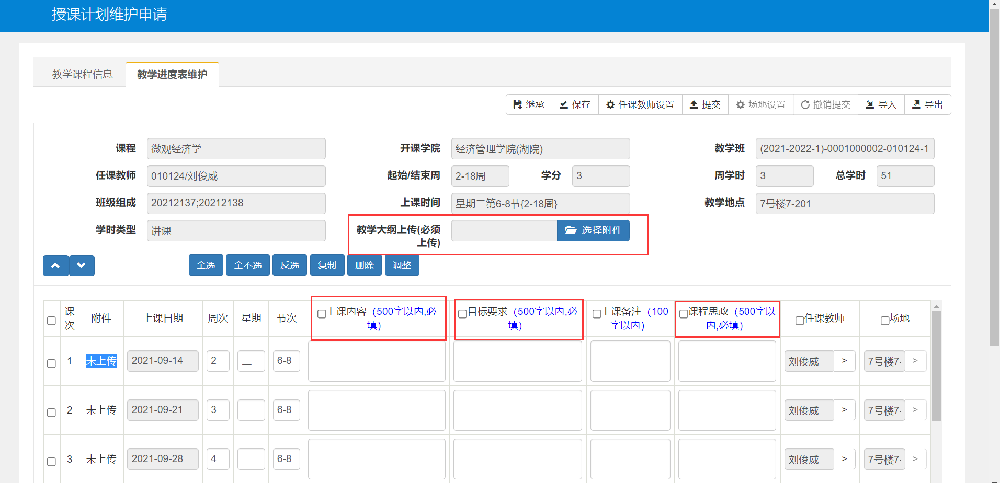 授课计划维护申请
教学课程信息 教学进度表维护
继承 保存 任课教师设置 提交 场地设置 撤销提交 导入 导出
课程 微观经济学 开课学院 经济管理学院(湖院) 教学班 (2021-2022-1)-0001000002-010124-1
任课教师 010124/刘俊威 起始/结束周 2-18周 学分 3 周学时 3 总学时 51
班级组成 20212137;20212138 上课时间 星期二第6-8节{2-18周} 教学地点 7号楼7-201
学时类型 讲课 教学大纲上传(必须
上传) 选择附件
全选 全不选 反选 复制 删除 调整
课
次 附件 上课日期 周次 星期 节次 上课内容（500字以内,必
填） 目标要求（500字以内,必
填） 上课备注（100
字以内） 课程思政（500字以
内,必填） 任课教师 场地
1 未上传 2021-09-14 2 二 6-8 刘俊威 > 7号楼7- >
2 未上传 2021-09-21 3 二 6-8 刘俊威 > 7号楼7- >
3 未上传 2021-09-28 4 二 6-8 刘俊威 > 7号楼7- >